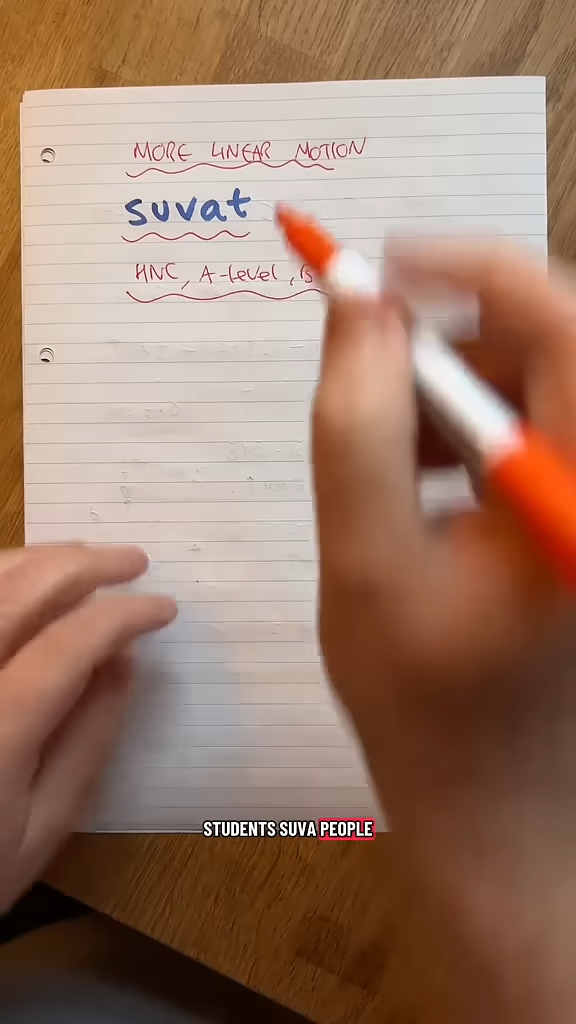 MORE LINEAR MOTION
suvat
HNC, A-level,
STUDENTS SUVA PEOPLE